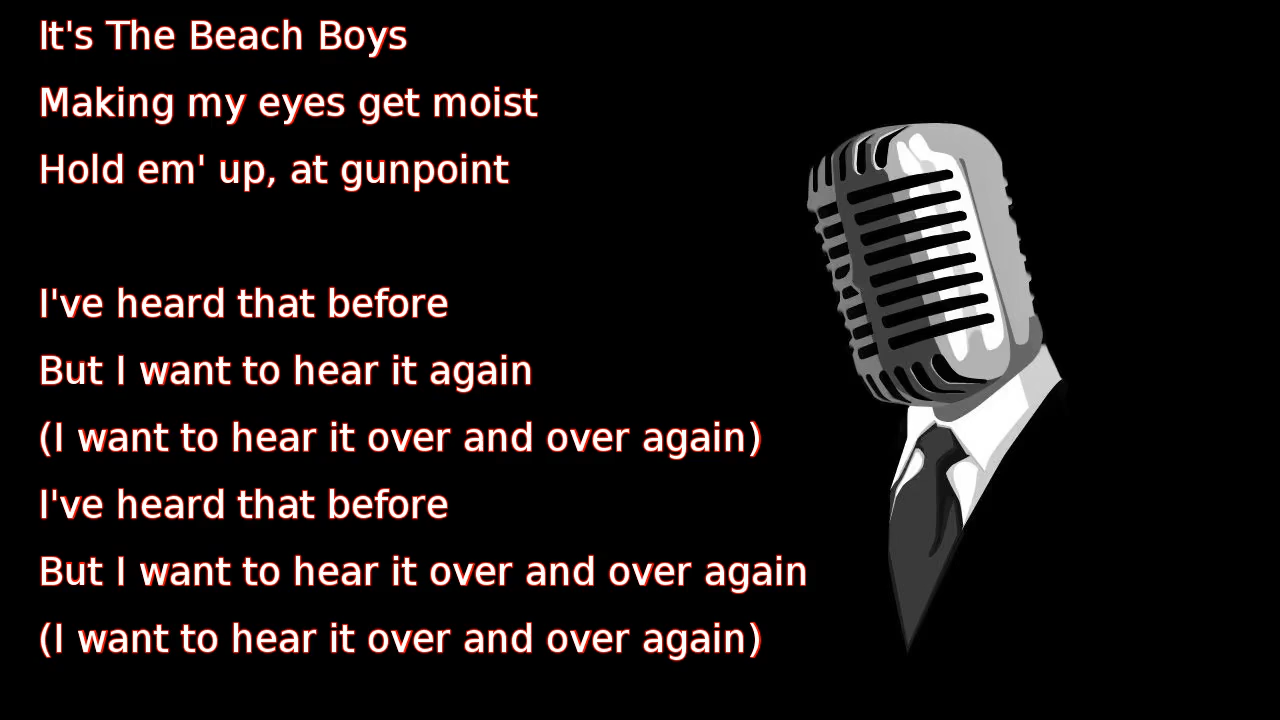 It's The Beach Boys
Making my eyes get moist
Hold em' up, at gunpoint
I've heard that before
But I want to hear it again
(I want to hear it over and over again)
I've heard that before
But I want to hear it over and over again
(I want to hear it over and over again)